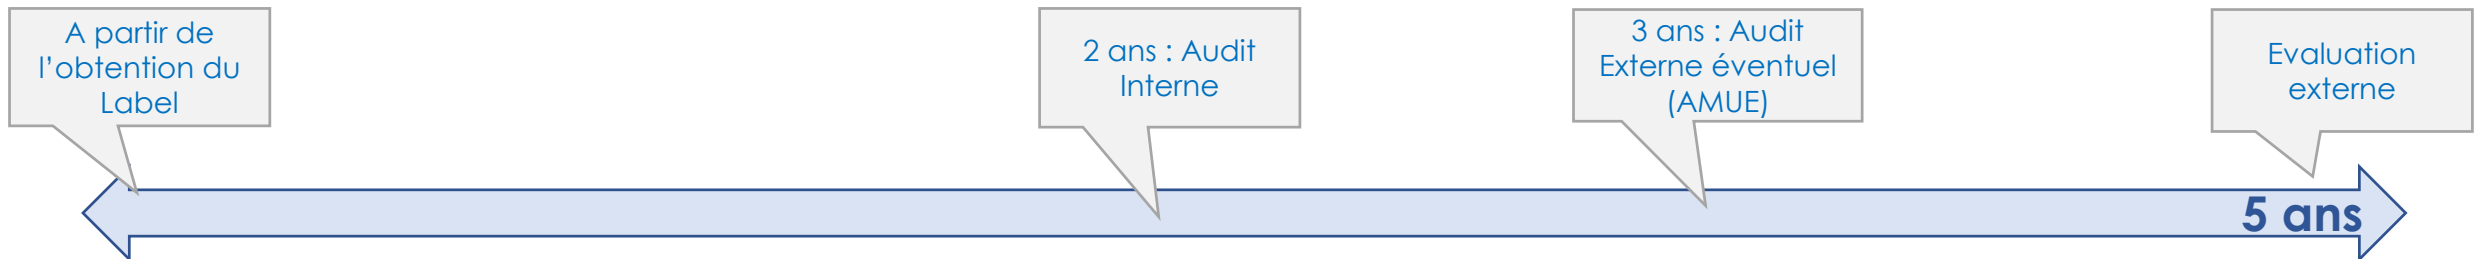 A partir de
l'obtention du
Label
2 ans : Audit
Interne
3 ans : Audit
Externe éventuel
(AMUE)
Evaluation
externe
5 ans